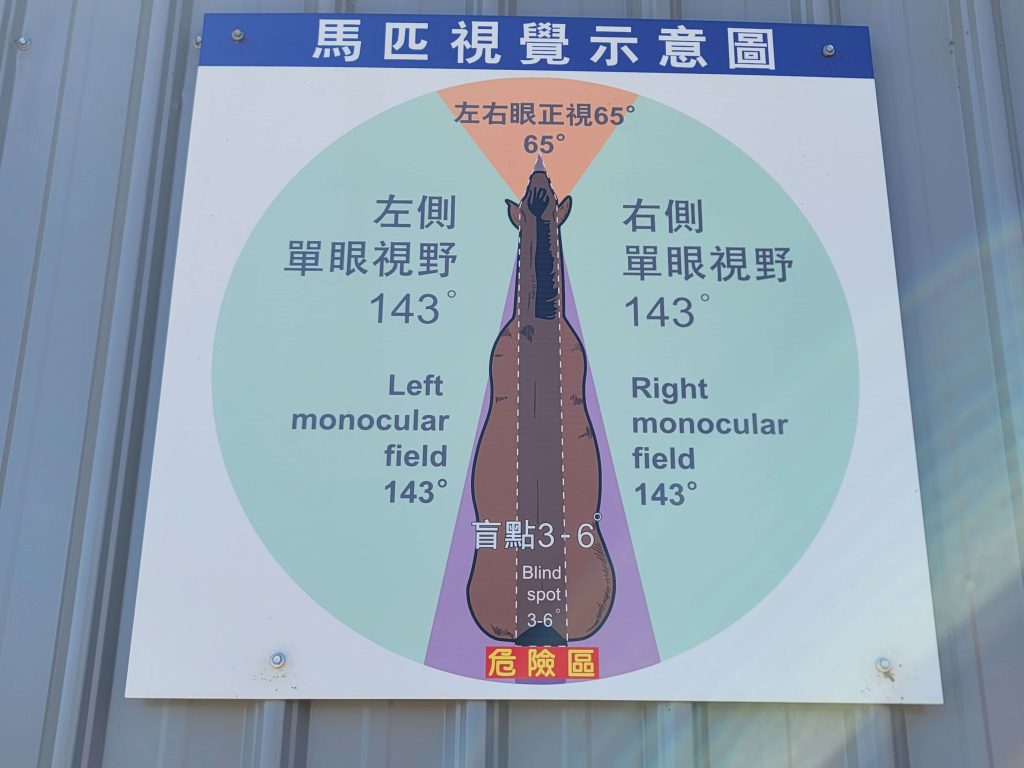 馬匹視覺示意圖
左右眼正視65°
65°
左側
單眼視野
143°
右側
單眼視野
143°
Left
monocular
field
143°
Right
monocular
field
143°
盲點3-6°
Blind
spot
3-6°
危險區